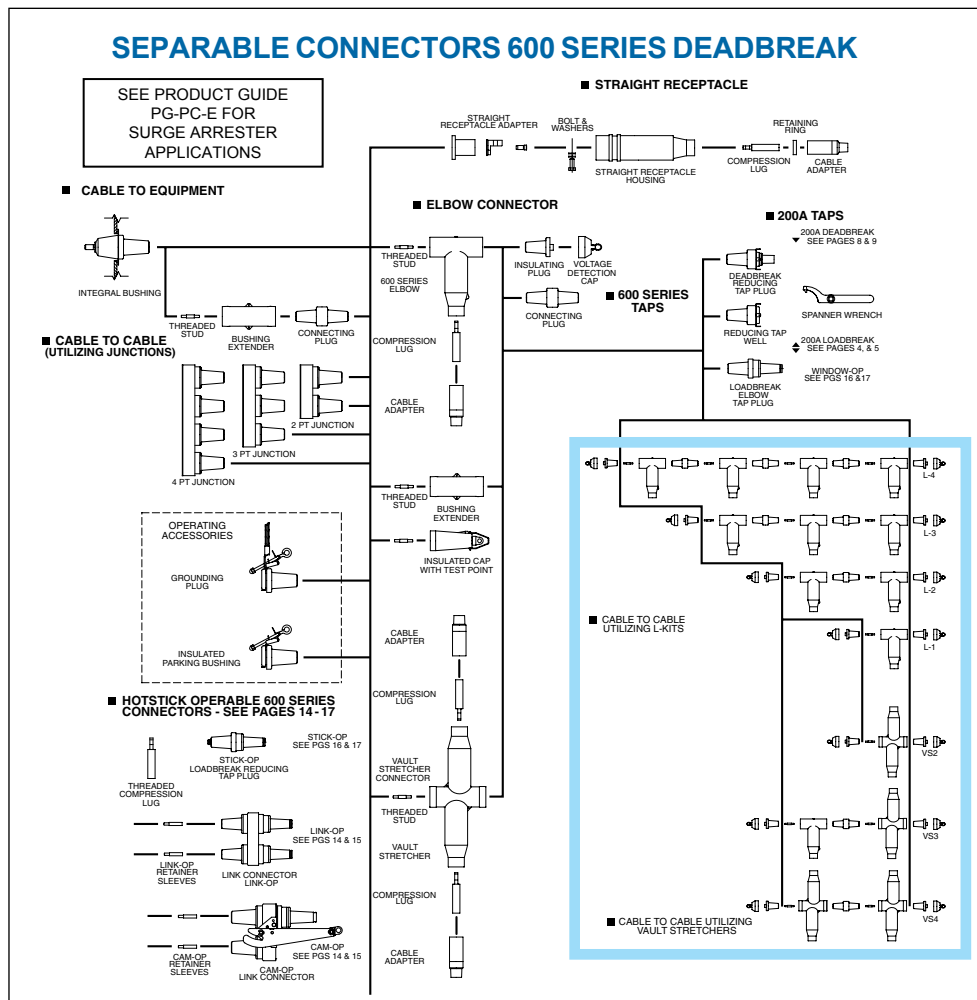 SEPARABLE CONNECTORS 600 SERIES DEADBREAK
SEE PRODUCT GUIDE
PG-PC-E FOR
SURGE ARRESTER
APPLICATIONS
■ STRAIGHT RECEPTACLE
STRAIGHT
RECEPTACLE ADAPTER
BOLT &
WASHERS
STRAIGHT RECEPTACLE
HOUSING
COMPRESSION
LUG
RETAINING
RING
CABLE
ADAPTER
■ CABLE TO EQUIPMENT
INTEGRAL BUSHING
THREADED
STUD
BUSHING
EXTENDER
CONNECTING
PLUG
■ ELBOW CONNECTOR
THREADED
STUD
600 SERIES
ELBOW
INSULATING
PLUG
VOLTAGE
DETECTION
CAP
■ 600 SERIES
TAPS
CONNECTING
PLUG
COMPRESSION
LUG
CABLE
ADAPTER
■ 200A TAPS
200A DEADBREAK
▼ SEE PAGES 8 & 9
DEADBREAK
REDUCING
TAP PLUG
SPANNER WRENCH
REDUCING TAP
WELL
200A LOADBREAK
SEE PAGES 4, & 5
LOADBREAK
ELBOW
TAP PLUG
WINDOW-OP
SEE PGS 16 &17
■ CABLE TO CABLE
(UTILIZING JUNCTIONS)
2 PT JUNCTION
3 PT JUNCTION
4 PT JUNCTION
THREADED
STUD
BUSHING
EXTENDER
INSULATED CAP
WITH TEST POINT
OPERATING
ACCESSORIES
GROUNDING
PLUG
INSULATED
PARKING BUSHING
CABLE
ADAPTER
COMPRESSION
LUG
VAULT
STRETCHER
CONNECTOR
THREADED
STUD
VAULT
STRETCHER
COMPRESSION
LUG
CABLE
ADAPTER
■ HOTSTICK OPERABLE 600 SERIES
CONNECTORS - SEE PAGES 14 - 17
THREADED
COMPRESSION
LUG
STICK-OP
LOADBREAK REDUCING
TAP PLUG
STICK-OP
SEE PGS 16 & 17
LINK-OP
RETAINER
SLEEVES
LINK CONNECTOR
LINK-OP
LINK-OP
SEE PGS 14 & 15
CAM-OP
RETAINER
SLEEVES
CAM-OP
LINK CONNECTOR
CAM-OP
SEE PGS 14 & 15
L-4
L-3
L-2
■ CABLE TO CABLE
UTILIZING L-KITS
L-1
VS2
VS3
VS4
■ CABLE TO CABLE UTILIZING
VAULT STRETCHERS